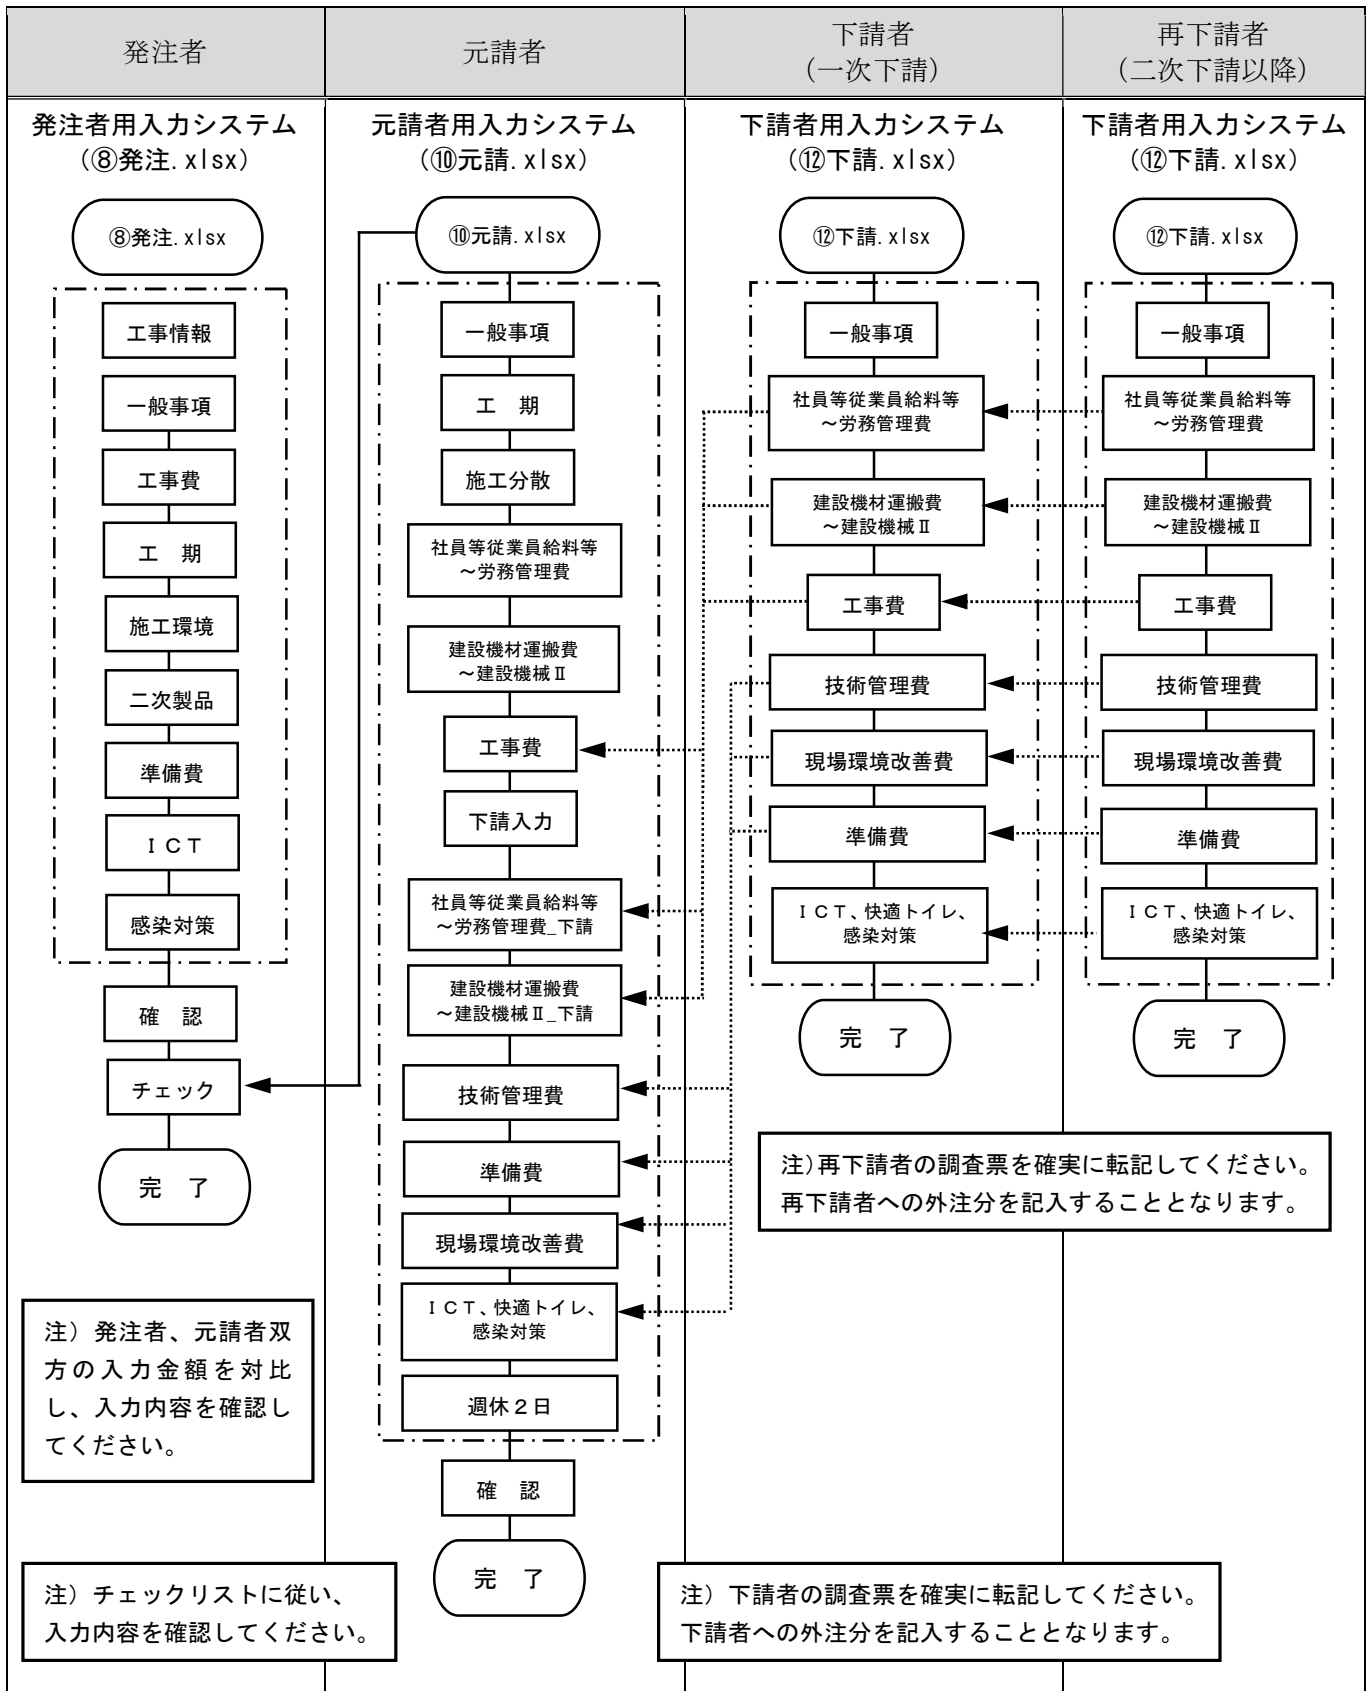 発注者
元請者
下請者
（一次下請）
再下請者
（二次下請以降）
発注者用入力システム
（⑧発注.xlsx）
⑧発注.xlsx
工事情報
一般事項
工事費
工　期
施工環境
二次製品
準備費
ＩＣＴ
感染対策
確　認
チェック
完　了
注）発注者、元請者双
方の入力金額を対比
し、入力内容を確認し
てください。
注）チェックリストに従い、
入力内容を確認してください。
元請者用入力システム
（⑩元請.xlsx）
⑩元請.xlsx
一般事項
工　期
施工分散
社員等従業員給料等
～労務管理費
建設機材運搬費
～建設機械Ⅱ
工事費
下請入力
社員等従業員給料等
～労務管理費_下請
建設機材運搬費
～建設機械Ⅱ_下請
技術管理費
準備費
現場環境改善費
ＩＣＴ、快適トイレ、
感染対策
週休２日
確　認
完　了
下請者用入力システム
（⑫下請.xlsx）
⑫下請.xlsx
一般事項
社員等従業員給料等
～労務管理費
建設機材運搬費
～建設機械Ⅱ
工事費
技術管理費
現場環境改善費
準備費
ＩＣＴ、快適トイレ、
感染対策
完　了
下請者用入力システム
（⑫下請.xlsx）
⑫下請.xlsx
一般事項
社員等従業員給料等
～労務管理費
建設機材運搬費
～建設機械Ⅱ
工事費
技術管理費
現場環境改善費
準備費
ＩＣＴ、快適トイレ、
感染対策
完　了
注）再下請者の調査票を確実に転記してください。
再下請者への外注分を記入することとなります。
注）下請者の調査票を確実に転記してください。
下請者への外注分を記入することとなります。